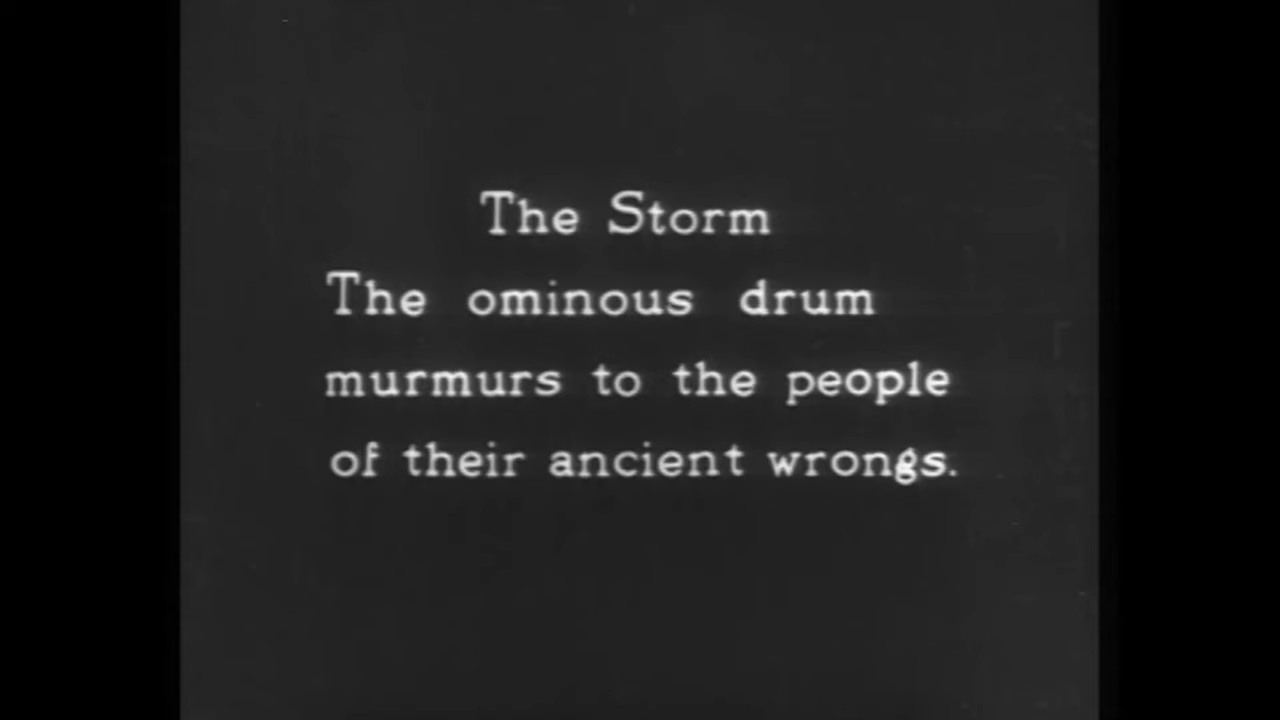 The Storm
The ominous drum
murmurs to the people
of their ancient wrongs.